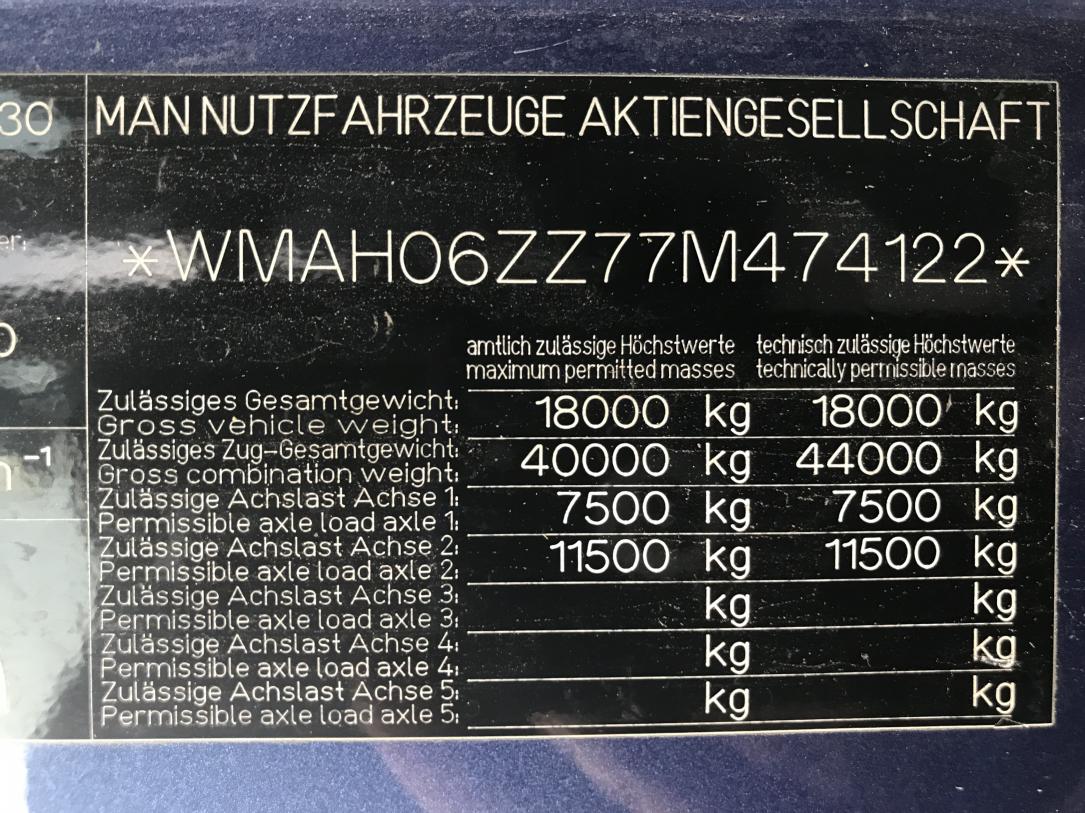 30
MAN NUTZFAHRZEUGE AKTIENGESELLSCHAFT
er:
*WMAH06ZZ77M474122*
0
amtlich zulässige Höchstwerte technisch zulässige Höchstwerte
maximum permitted masses technically permissible masses
Zulässiges Gesamtgewicht:
Gross vehicle weight: 18000 kg 18000 kg
Zulässiges Zug-Gesamtgewicht:
Gross combination weight: 40000 kg 44000 kg
Zulässige Achslast Achse 1:
Permissible axle load axle 1: 7500 kg 7500 kg
Zulässige Achslast Achse 2:
Permissible axle load axle 2: 11500 kg 11500 kg
Zulässige Achslast Achse 3:
Permissible axle load axle 3: kg kg
Zulässige Achslast Achse 4:
Permissible axle load axle 4: kg kg
Zulässige Achslast Achse 5:
Permissible axle load axle 5: kg kg